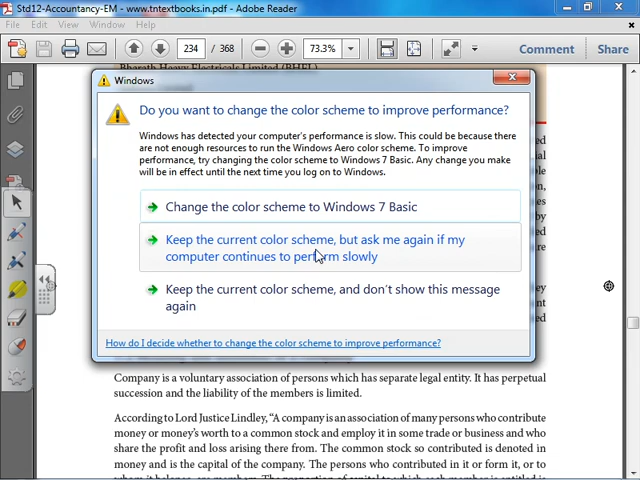 Std12-Accountancy-EM - www.tntextbooks.in.pdf - Adobe Reader
File Edit View Window Help
234 / 368 73.3% Comment Share
Bharath Heavy Electricals Limited (BHEL)
Windows
Do you want to change the color scheme to improve performance?
Windows has detected your computer's performance is slow. This could be because there
are not enough resources to run the Windows Aero color scheme. To improve
performance, try changing the color scheme to Windows 7 Basic. Any change you make
will be in effect until the next time you log on to Windows.
Change the color scheme to Windows 7 Basic
Keep the current color scheme, but ask me again if my
computer continues to perform slowly
Keep the current color scheme, and don't show this message
again
How do I decide whether to change the color scheme to improve performance?
Company is a voluntary association of persons which has separate legal entity. It has perpetual
succession and the liability of the members is limited.
According to Lord Justice Lindley, "A company is an association of many persons who contribute
money or money's worth to a common stock and employ it in some trade or business and who
share the profit and loss arising there from. The common stock so contributed is denoted in
money and is the capital of the company. The persons who contributed in it or form it, or to